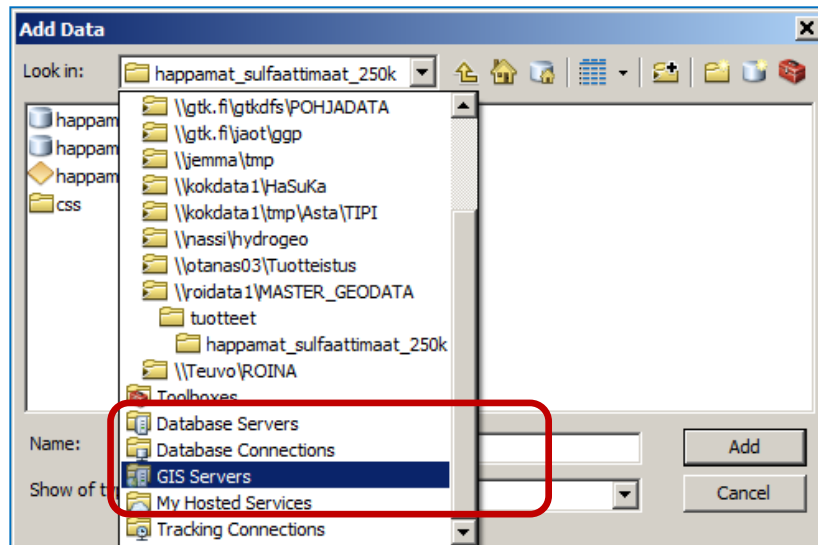 Add Data
Look in: happamat_sulfaattimaat_250k
\\gtk.fi\gtkdfs\POHJADATA
happam
\\gtk.fi\jaot\ggp
happam
\\jemma\tmp
happam
\\kokdata1\HaSuKa
css
\\kokdata1\tmp\Asta\TIPI
\\nassi\hydrogeo
\\otanas03\Tuotteistus
\\roidata1\MASTER_GEODATA
tuotteet
happamat_sulfaattimaat_250k
\\Teuvo\ROINA
Toolboxes
Database Servers
Name:
Database Connections
Add
GIS Servers
Show of ty
My Hosted Services
Cancel
Tracking Connections